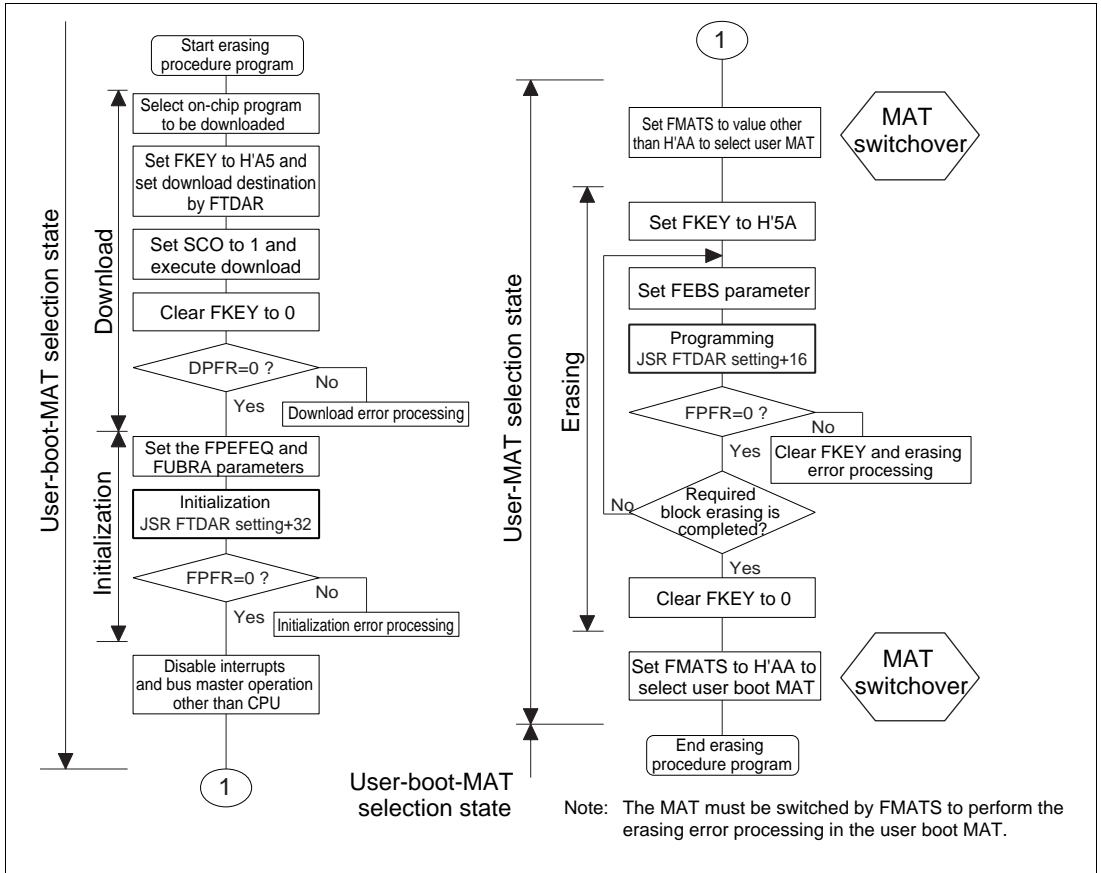 User-boot-MAT selection state
Download
Initialization
Start erasing
procedure program
Select on-chip program
to be downloaded
Set FKEY to H'A5 and
set download destination
by FTDAR
Set SCO to 1 and
execute download
Clear FKEY to 0
DPFR=0 ?
No
Yes
Download error processing
Set the FPEFEQ and
FUBRA parameters
Initialization
JSR FTDAR setting+32
FPFR=0 ?
No
Yes
Initialization error processing
Disable interrupts
and bus master operation
other than CPU
1
1
User-MAT selection state
Set FMATS to value other
than H'AA to select user MAT
MAT
switchover
Erasing
Set FKEY to H'5A
Set FEBS parameter
Programming
JSR FTDAR setting+16
FPFR=0 ?
No
Yes
Clear FKEY and erasing
error processing
No
Required
block erasing is
completed?
Yes
Clear FKEY to 0
Set FMATS to H'AA to
select user boot MAT
MAT
switchover
End erasing
procedure program
User-boot-MAT
selection state
Note: The MAT must be switched by FMATS to perform the
erasing error processing in the user boot MAT.